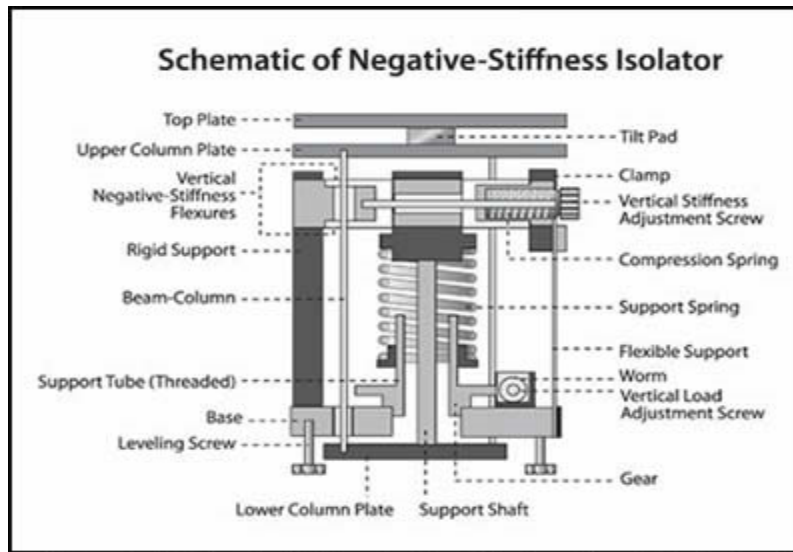 Schematic of Negative-Stiffness Isolator
Top Plate
Upper Column Plate
Vertical
Negative-Stiffness
Flexures
Rigid Support
Beam-Column
Support Tube (Threaded)
Base
Leveling Screw
Lower Column Plate
Support Shaft
Tilt Pad
Clamp
Vertical Stiffness
Adjustment Screw
Compression Spring
Support Spring
Flexible Support
Worm
Vertical Load
Adjustment Screw
Gear